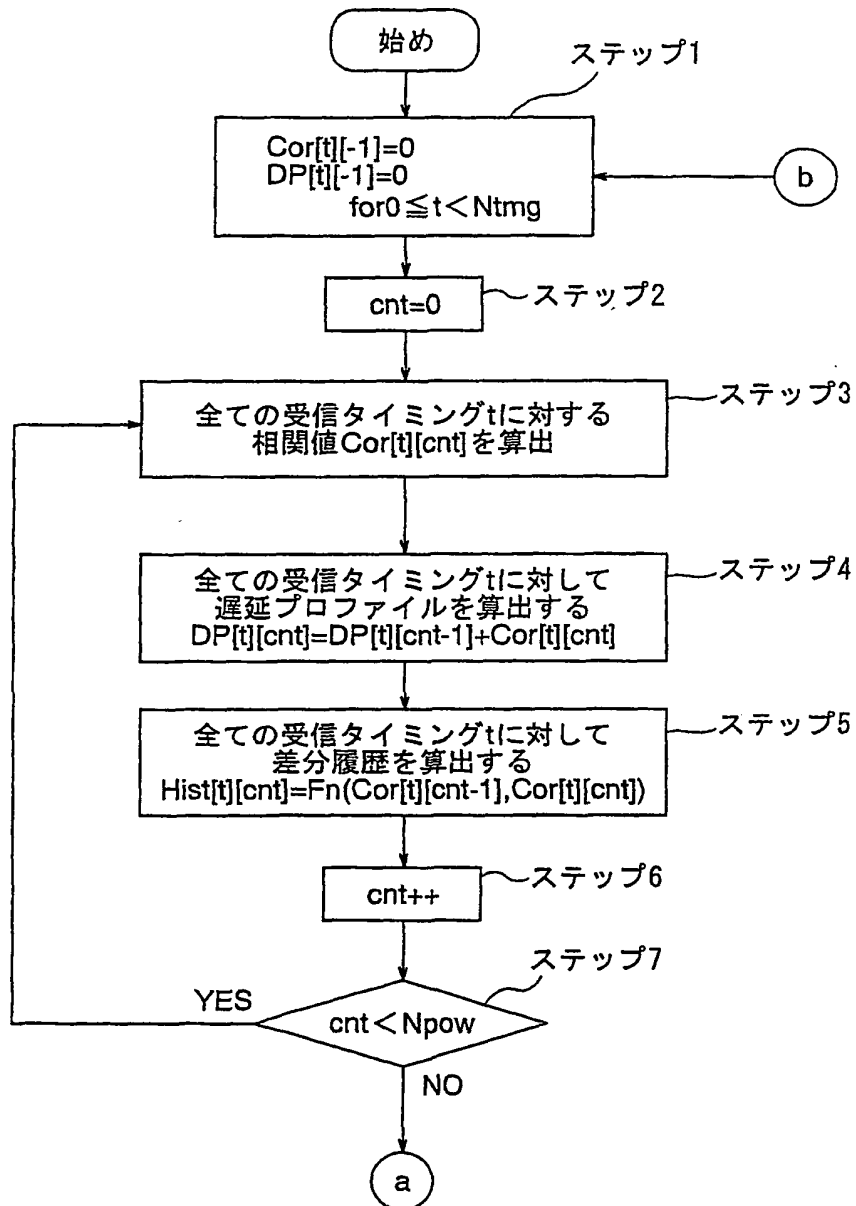 始め
ステップ1
Cor[t][-1]=0
DP[t][-1]=0
for0≦t<Ntmg
b
cnt=0
ステップ2
全ての受信タイミングtに対する
相関値Cor[t][cnt]を算出
ステップ3
全ての受信タイミングtに対して
遅延プロファイルを算出する
DP[t][cnt]=DP[t][cnt-1]+Cor[t][cnt]
ステップ4
全ての受信タイミングtに対して
差分履歴を算出する
Hist[t][cnt]=Fn(Cor[t][cnt-1],Cor[t][cnt])
ステップ5
cnt++
ステップ6
ステップ7
YES
cnt<Npow
NO
a